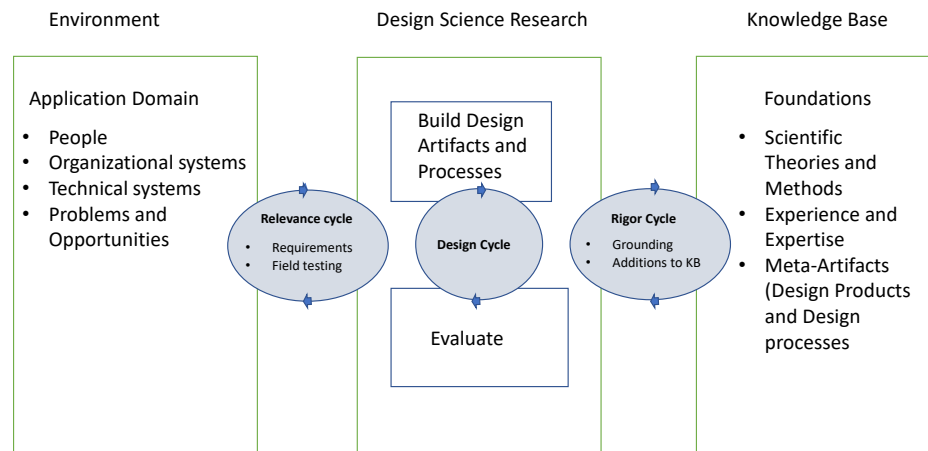 Environment
Design Science Research
Knowledge Base
Application Domain
• People
• Organizational systems
• Technical systems
• Problems and
Opportunities
Relevance cycle
• Requirements
• Field testing
Build Design
Artifacts and
Processes
Design Cycle
Evaluate
Rigor Cycle
• Grounding
• Additions to KB
Foundations
• Scientific
Theories and
Methods
• Experience and
Expertise
• Meta-Artifacts
(Design Products
and Design
processes